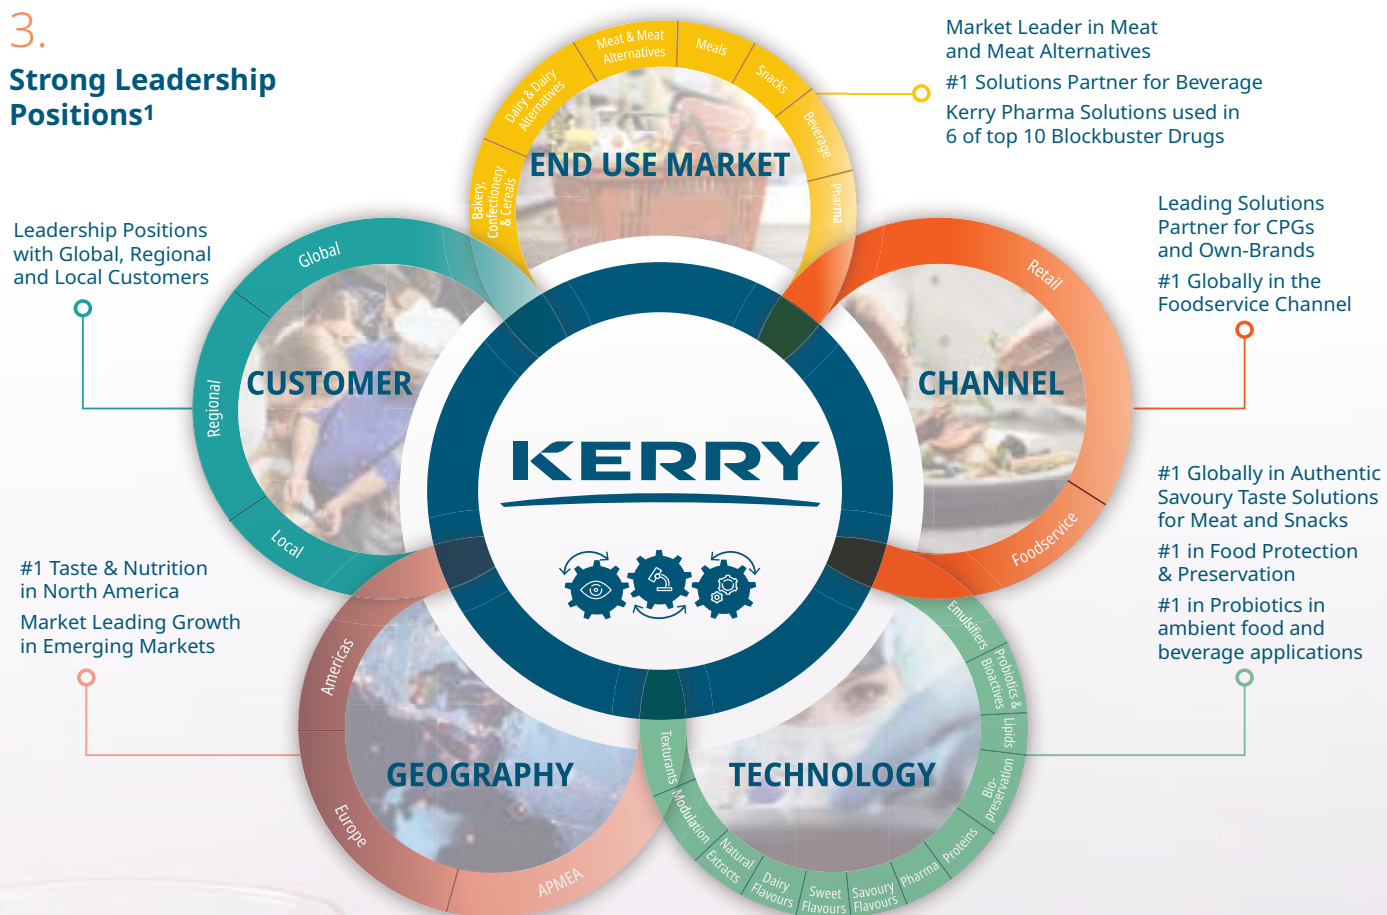 3.
Strong Leadership
Positions1
Meat & Meat
Alternatives
Meals
Snacks
Beverage
Pharma
Dairy & Dairy
Alternatives
Bakery,
Confectionery
& Cereals
END USE MARKET
Market Leader in Meat
and Meat Alternatives
#1 Solutions Partner for Beverage
Kerry Pharma Solutions used in
6 of top 10 Blockbuster Drugs
Leadership Positions
with Global, Regional
and Local Customers
Global
Regional
Local
CUSTOMER
Retail
Foodservice
CHANNEL
Leading Solutions
Partner for CPGs
and Own-Brands
#1 Globally in the
Foodservice Channel
KERRY
#1 Taste & Nutrition
in North America
Market Leading Growth
in Emerging Markets
Americas
Europe
APMEA
GEOGRAPHY
TECHNOLOGY
Emulsifiers
Probiotics &
Bioactives
Lipids
Bio-
preservation
Proteins
Pharma
Savoury
Flavours
Sweet
Flavours
Dairy
Flavours
Natural
Extracts
Modulation
Texturants
#1 Globally in Authentic
Savoury Taste Solutions
for Meat and Snacks
#1 in Food Protection
& Preservation
#1 in Probiotics in
ambient food and
beverage applications